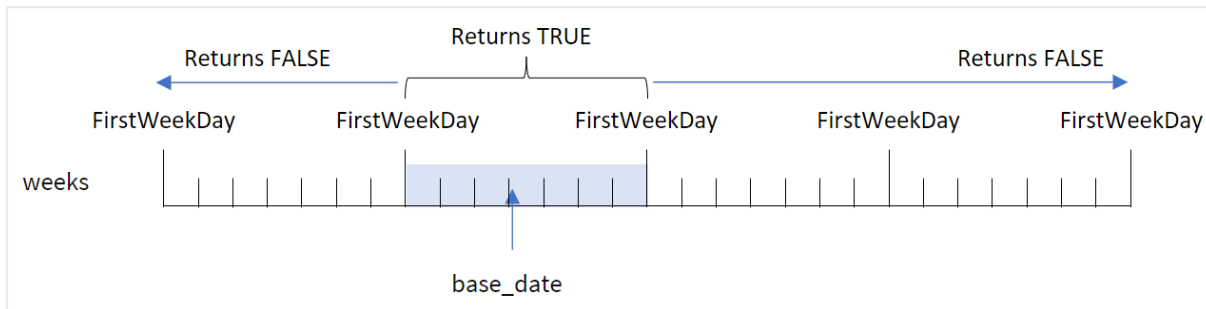 Returns TRUE
Returns FALSE Returns FALSE
FirstWeekDay FirstWeekDay FirstWeekDay FirstWeekDay FirstWeekDay
weeks
base_date